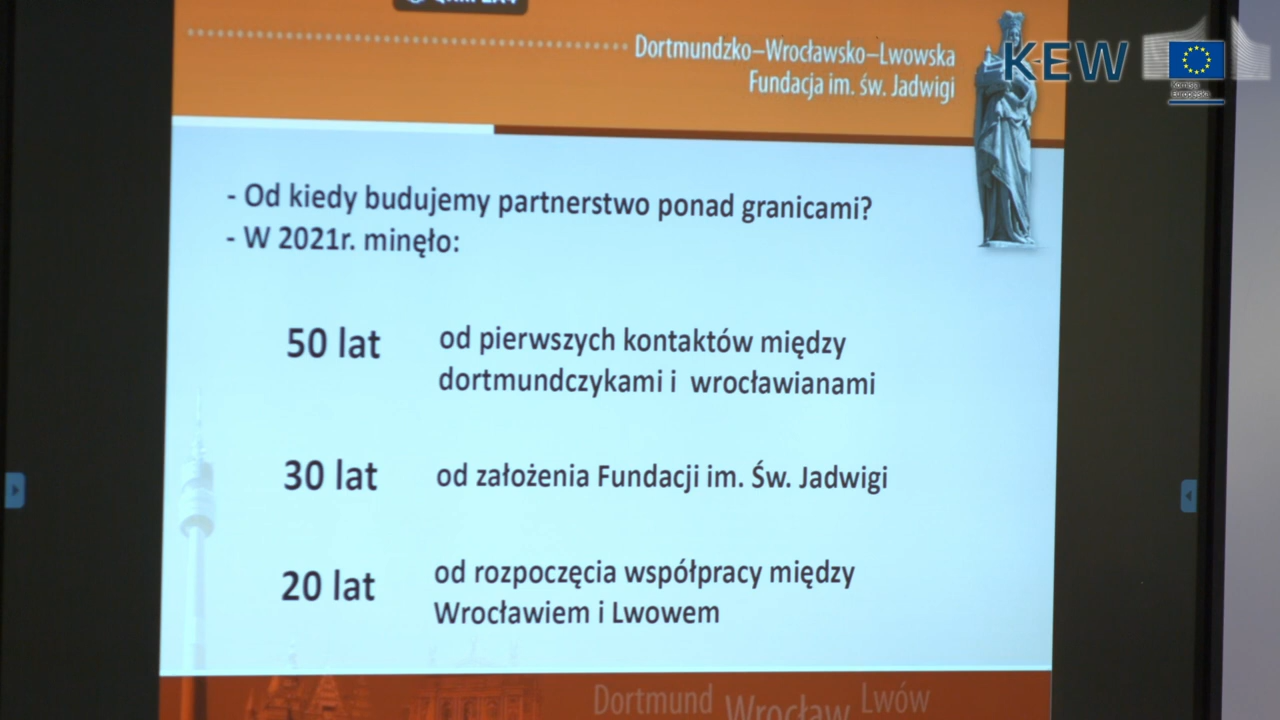 Dortmundzko–Wrocławsko–Lwowska
Fundacja im. św. Jadwigi
KEW
Komisja
Europejska
- Od kiedy budujemy partnerstwo ponad granicami?
- W 2021r. minęło:
50 lat
od pierwszych kontaktów między
dortmundczykami i wrocławianami
30 lat
od założenia Fundacji im. Św. Jadwigi
20 lat
od rozpoczęcia współpracy między
Wrocławiem i Lwowem
Dortmund Wrocław Lwów